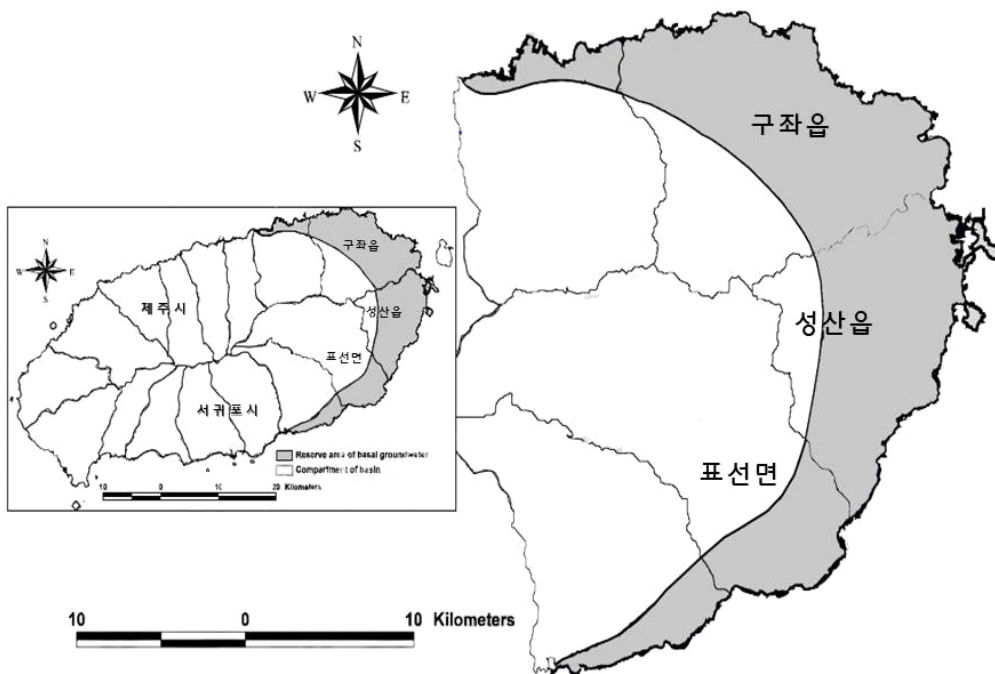 N
W E
S
구좌읍
성산읍
표선면
10 0 10 Kilometers
N
W E
S
구좌읍
제주시
성산읍
표선면
서귀포시
Reserve area of basal groundwater
Compartment of basin
10 0 10 20 Kilometers